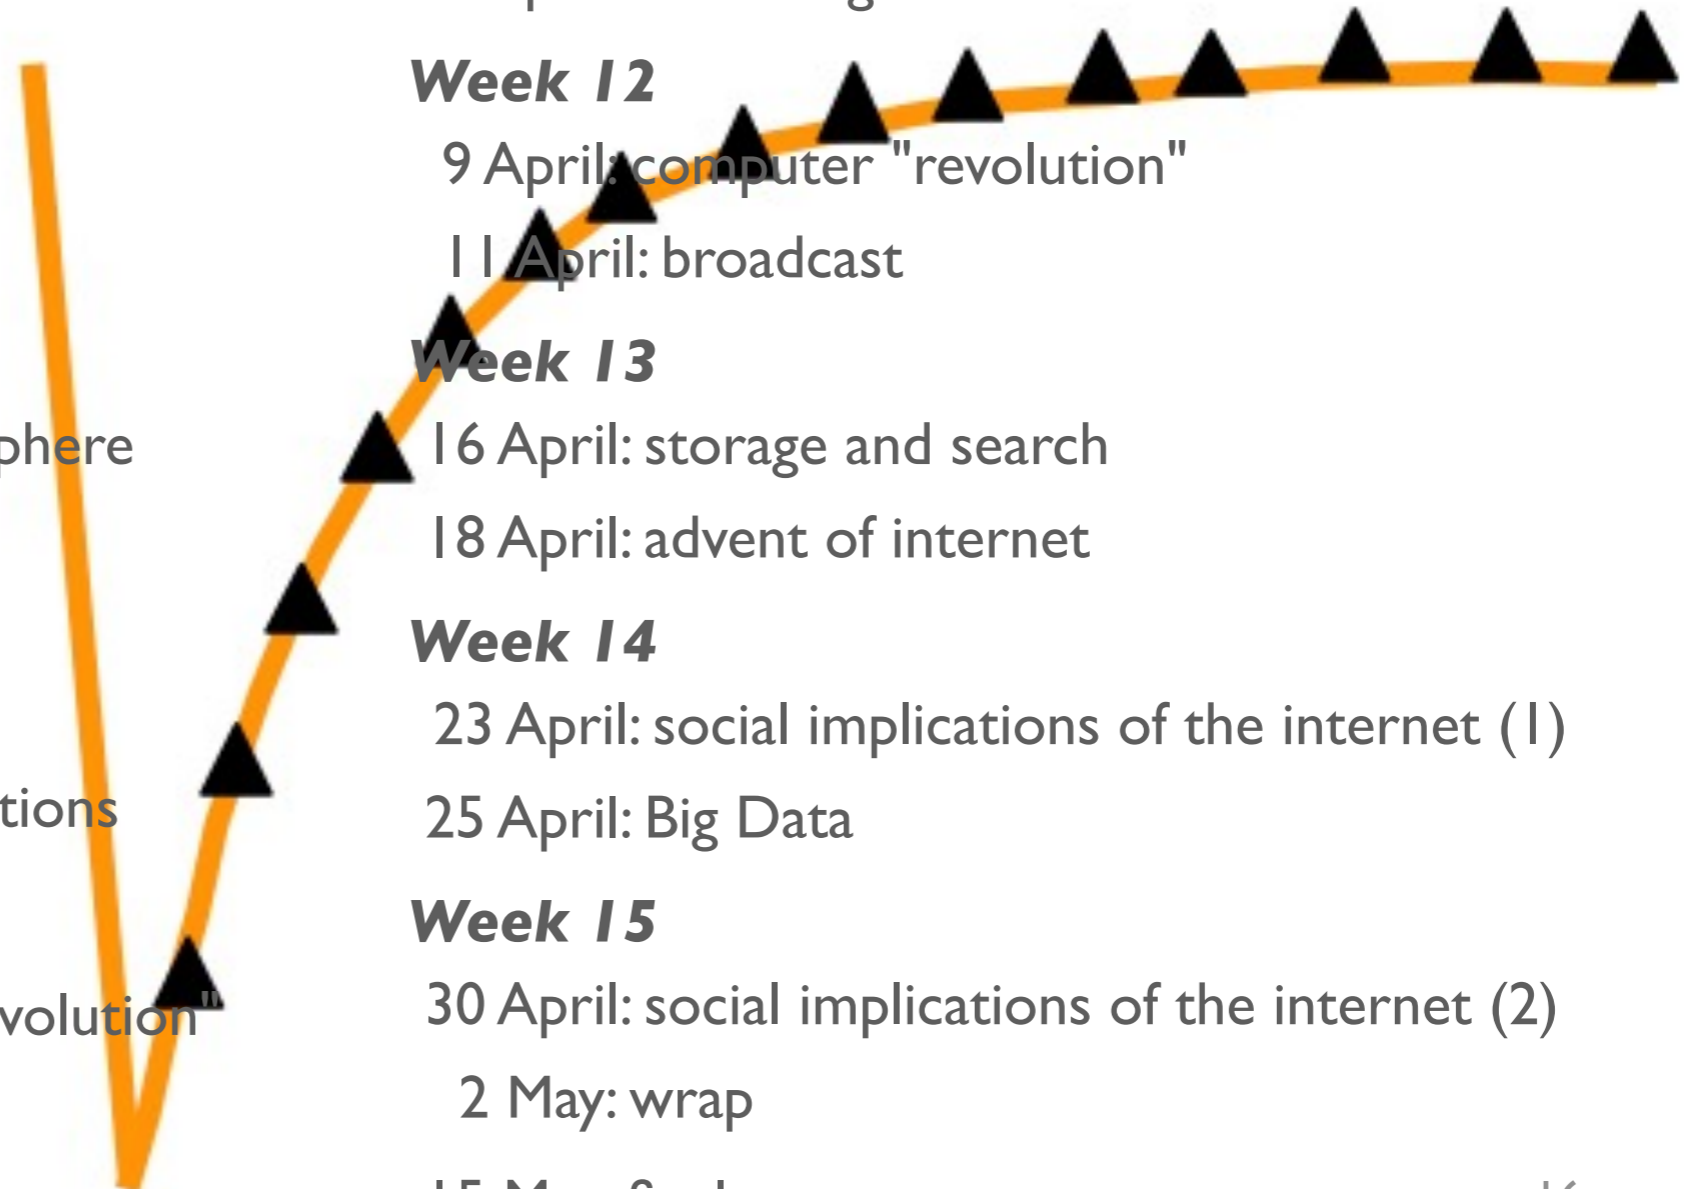 Week 12
9 April: computer "revolution"
11 April: broadcast
Week 13
phere
16 April: storage and search
18 April: advent of internet
Week 14
23 April: social implications of the internet (1)
tions
25 April: Big Data
Week 15
30 April: social implications of the internet (2)
volution"
2 May: wrap